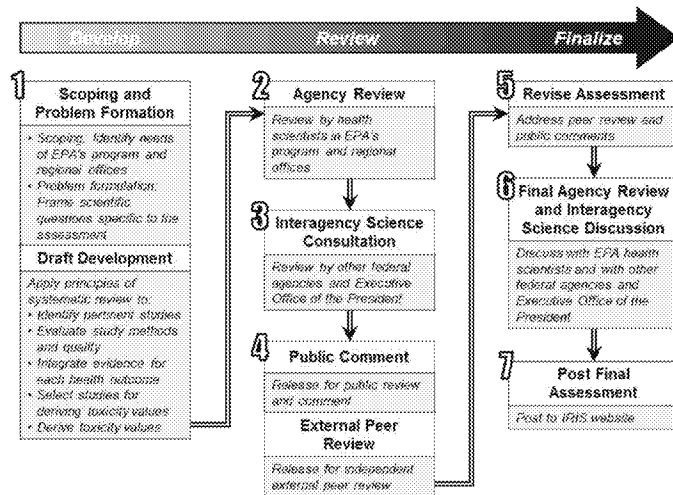 Develop
Review
Finalize
1
Scoping and
Problem Formation
• Scoping: Identify needs
of EPA's program and
regional offices
• Problem formulation:
Frame scientific
questions specific to the
assessment
Draft Development
Apply principles of
systematic review to:
• Identify pertinent studies
• Evaluate study methods
and quality
• Integrate evidence for
each health outcome
• Select studies for
deriving toxicity values
• Derive toxicity values
2
Agency Review
Review by health
scientists in EPA's
program and regional
offices
3
Interagency Science
Consultation
Review by other federal
agencies and Executive
Office of the President
4
Public Comment
Release for public review
and comment
External Peer
Review
Release for independent
external peer review
5
Revise Assessment
Address peer review and
public comments
6
Final Agency Review
and Interagency
Science Discussion
Discuss with EPA health
scientists and with other
federal agencies and
Executive Office of the
President
7
Post Final
Assessment
Post to IRIS website